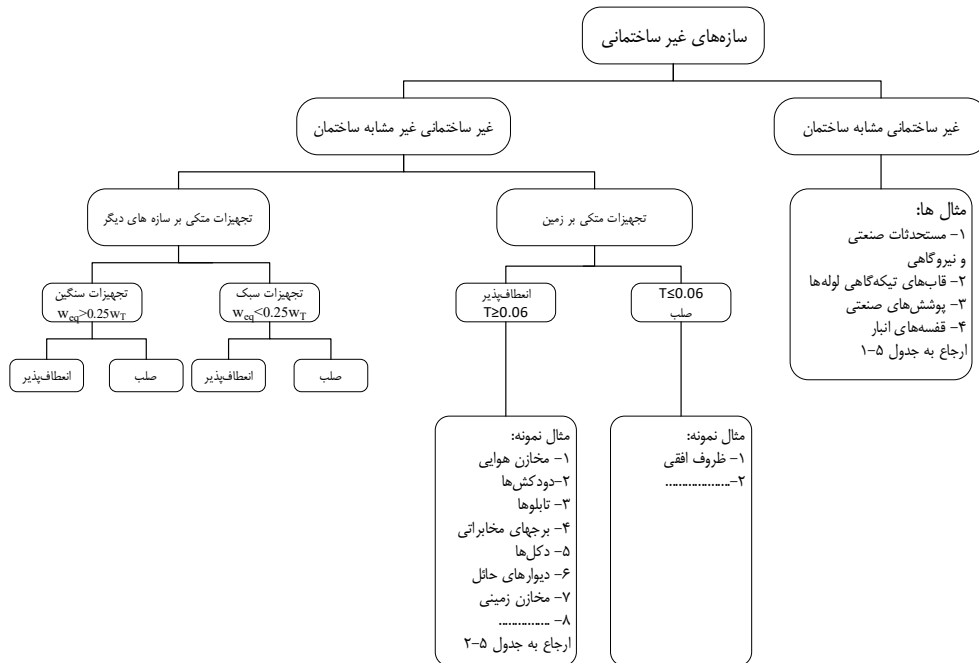 سازه‌های غیر ساختمانی
غیر ساختمانی مشابه ساختمان
غیر ساختمانی غیر مشابه ساختمان
مثال ها:
۱- مستحدثات صنعتی
و نیروگاهی
۲- قاب‌های تیکه‌گاهی لوله‌ها
۳- پوشش‌های صنعتی
۴- قفسه‌های انبار
ارجاع به جدول ۵-۱
تجهیزات متکی بر زمین
تجهیزات متکی بر سازه های دیگر
T≤0.06
صلب
انعطاف‌پذیر
T≥0.06
تجهیزات سبک
weq<0.25wT
تجهیزات سنگین
weq>0.25wT
صلب
انعطاف‌پذیر
صلب
انعطاف‌پذیر
مثال نمونه:
۱- ظروف افقی
۲-....................
مثال نمونه:
۱- مخازن هوایی
۲-دودکش‌ها
۳- تابلوها
۴- برجهای مخابراتی
۵- دکل‌ها
۶- دیوارهای حائل
۷- مخازن زمینی
۸- ................
ارجاع به جدول ۵-۲